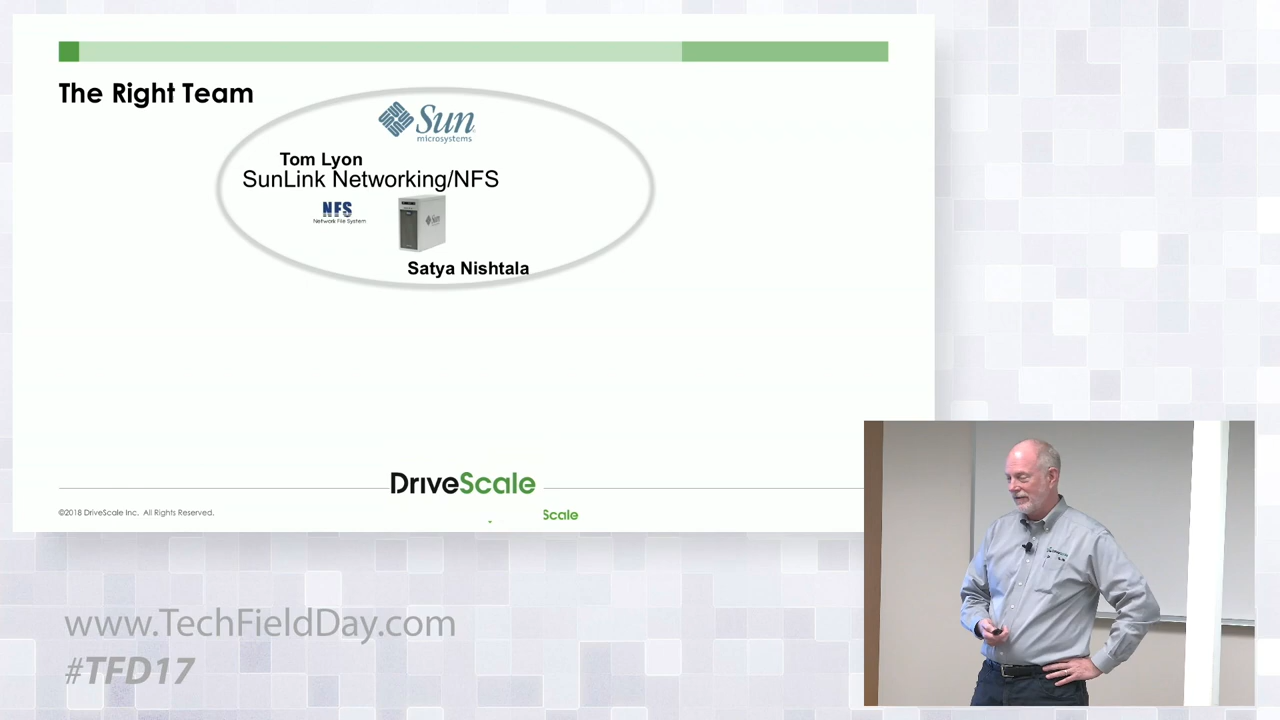 The Right Team
Sun
microsystems
Tom Lyon
SunLink Networking/NFS
NFS
Network File System
Sun
Satya Nishtala
DriveScale
©2018 DriveScale Inc. All Rights Reserved.
Scale
www.TechFieldDay.com
#TFD17